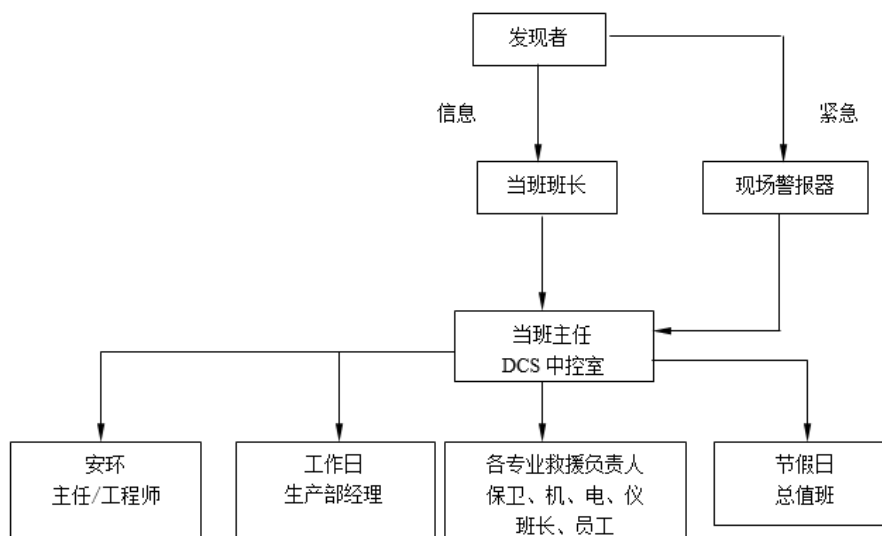 发现者
信息
紧急
当班班长
现场警报器
当班主任
DCS 中控室
安环
主任/工程师
工作日
生产部经理
各专业救援负责人
保卫、机、电、仪
班长、员工
节假日
总值班